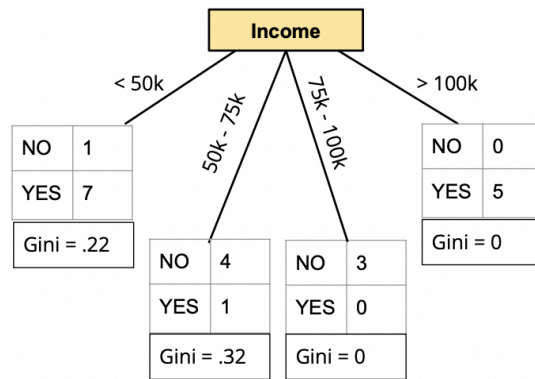 Income
< 50k
50k - 75k
75k - 100k
> 100k
NO 1
YES 7
Gini = .22
NO 4
YES 1
Gini = .32
NO 3
YES 0
Gini = 0
NO 0
YES 5
Gini = 0